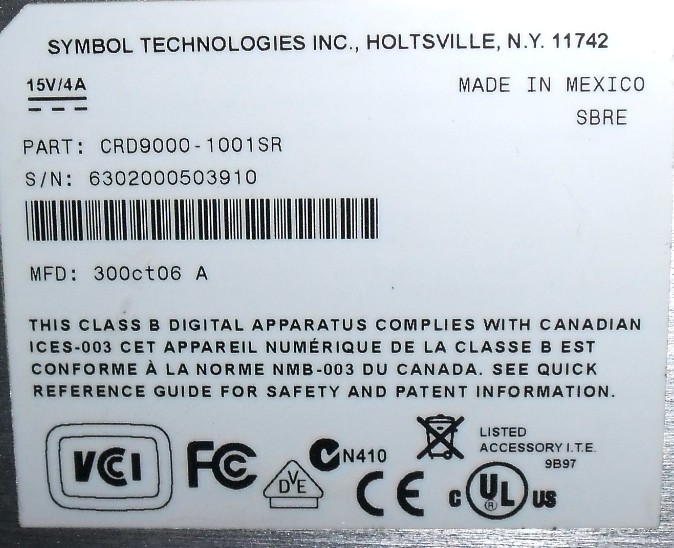 SYMBOL TECHNOLOGIES INC., HOLTSVILLE, N.Y. 11742
15V/4A
MADE IN MEXICO
SBRE
PART: CRD9000-1001SR
S/N: 6302000503910
MFD: 30Oct06 A
THIS CLASS B DIGITAL APPARATUS COMPLIES WITH CANADIAN
ICES-003 CET APPAREIL NUMÉRIQUE DE LA CLASSE B EST
CONFORME À LA NORME NMB-003 DU CANADA. SEE QUICK
REFERENCE GUIDE FOR SAFETY AND PATENT INFORMATION.
VCCI
FC
DVE
N410
CE
LISTED
ACCESSORY I.T.E.
9B97
C UL ® US